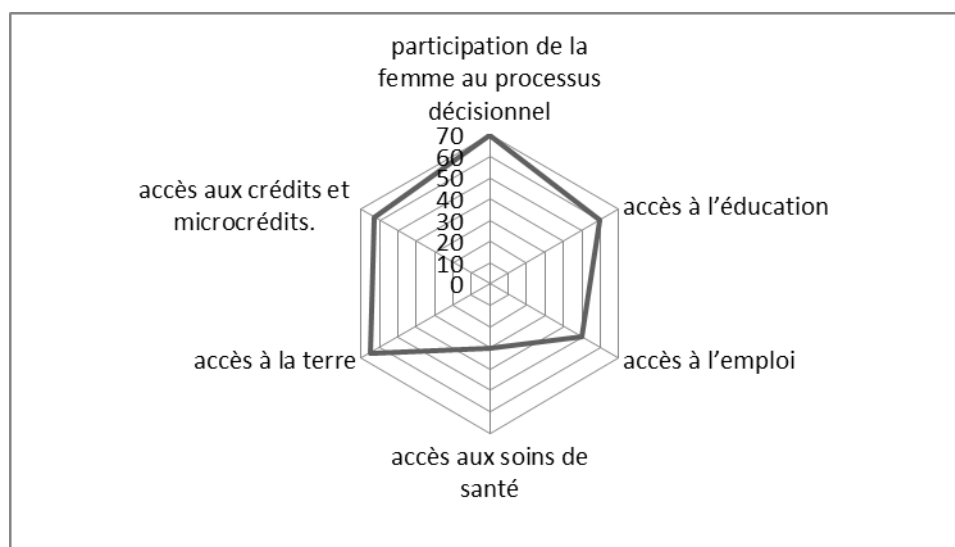 participation de la
femme au processus
décisionnel
70
60
50
40
30
20
10
0
accès à l’éducation
accès à l’emploi
accès aux soins de
santé
accès à la terre
accès aux crédits et
microcrédits.